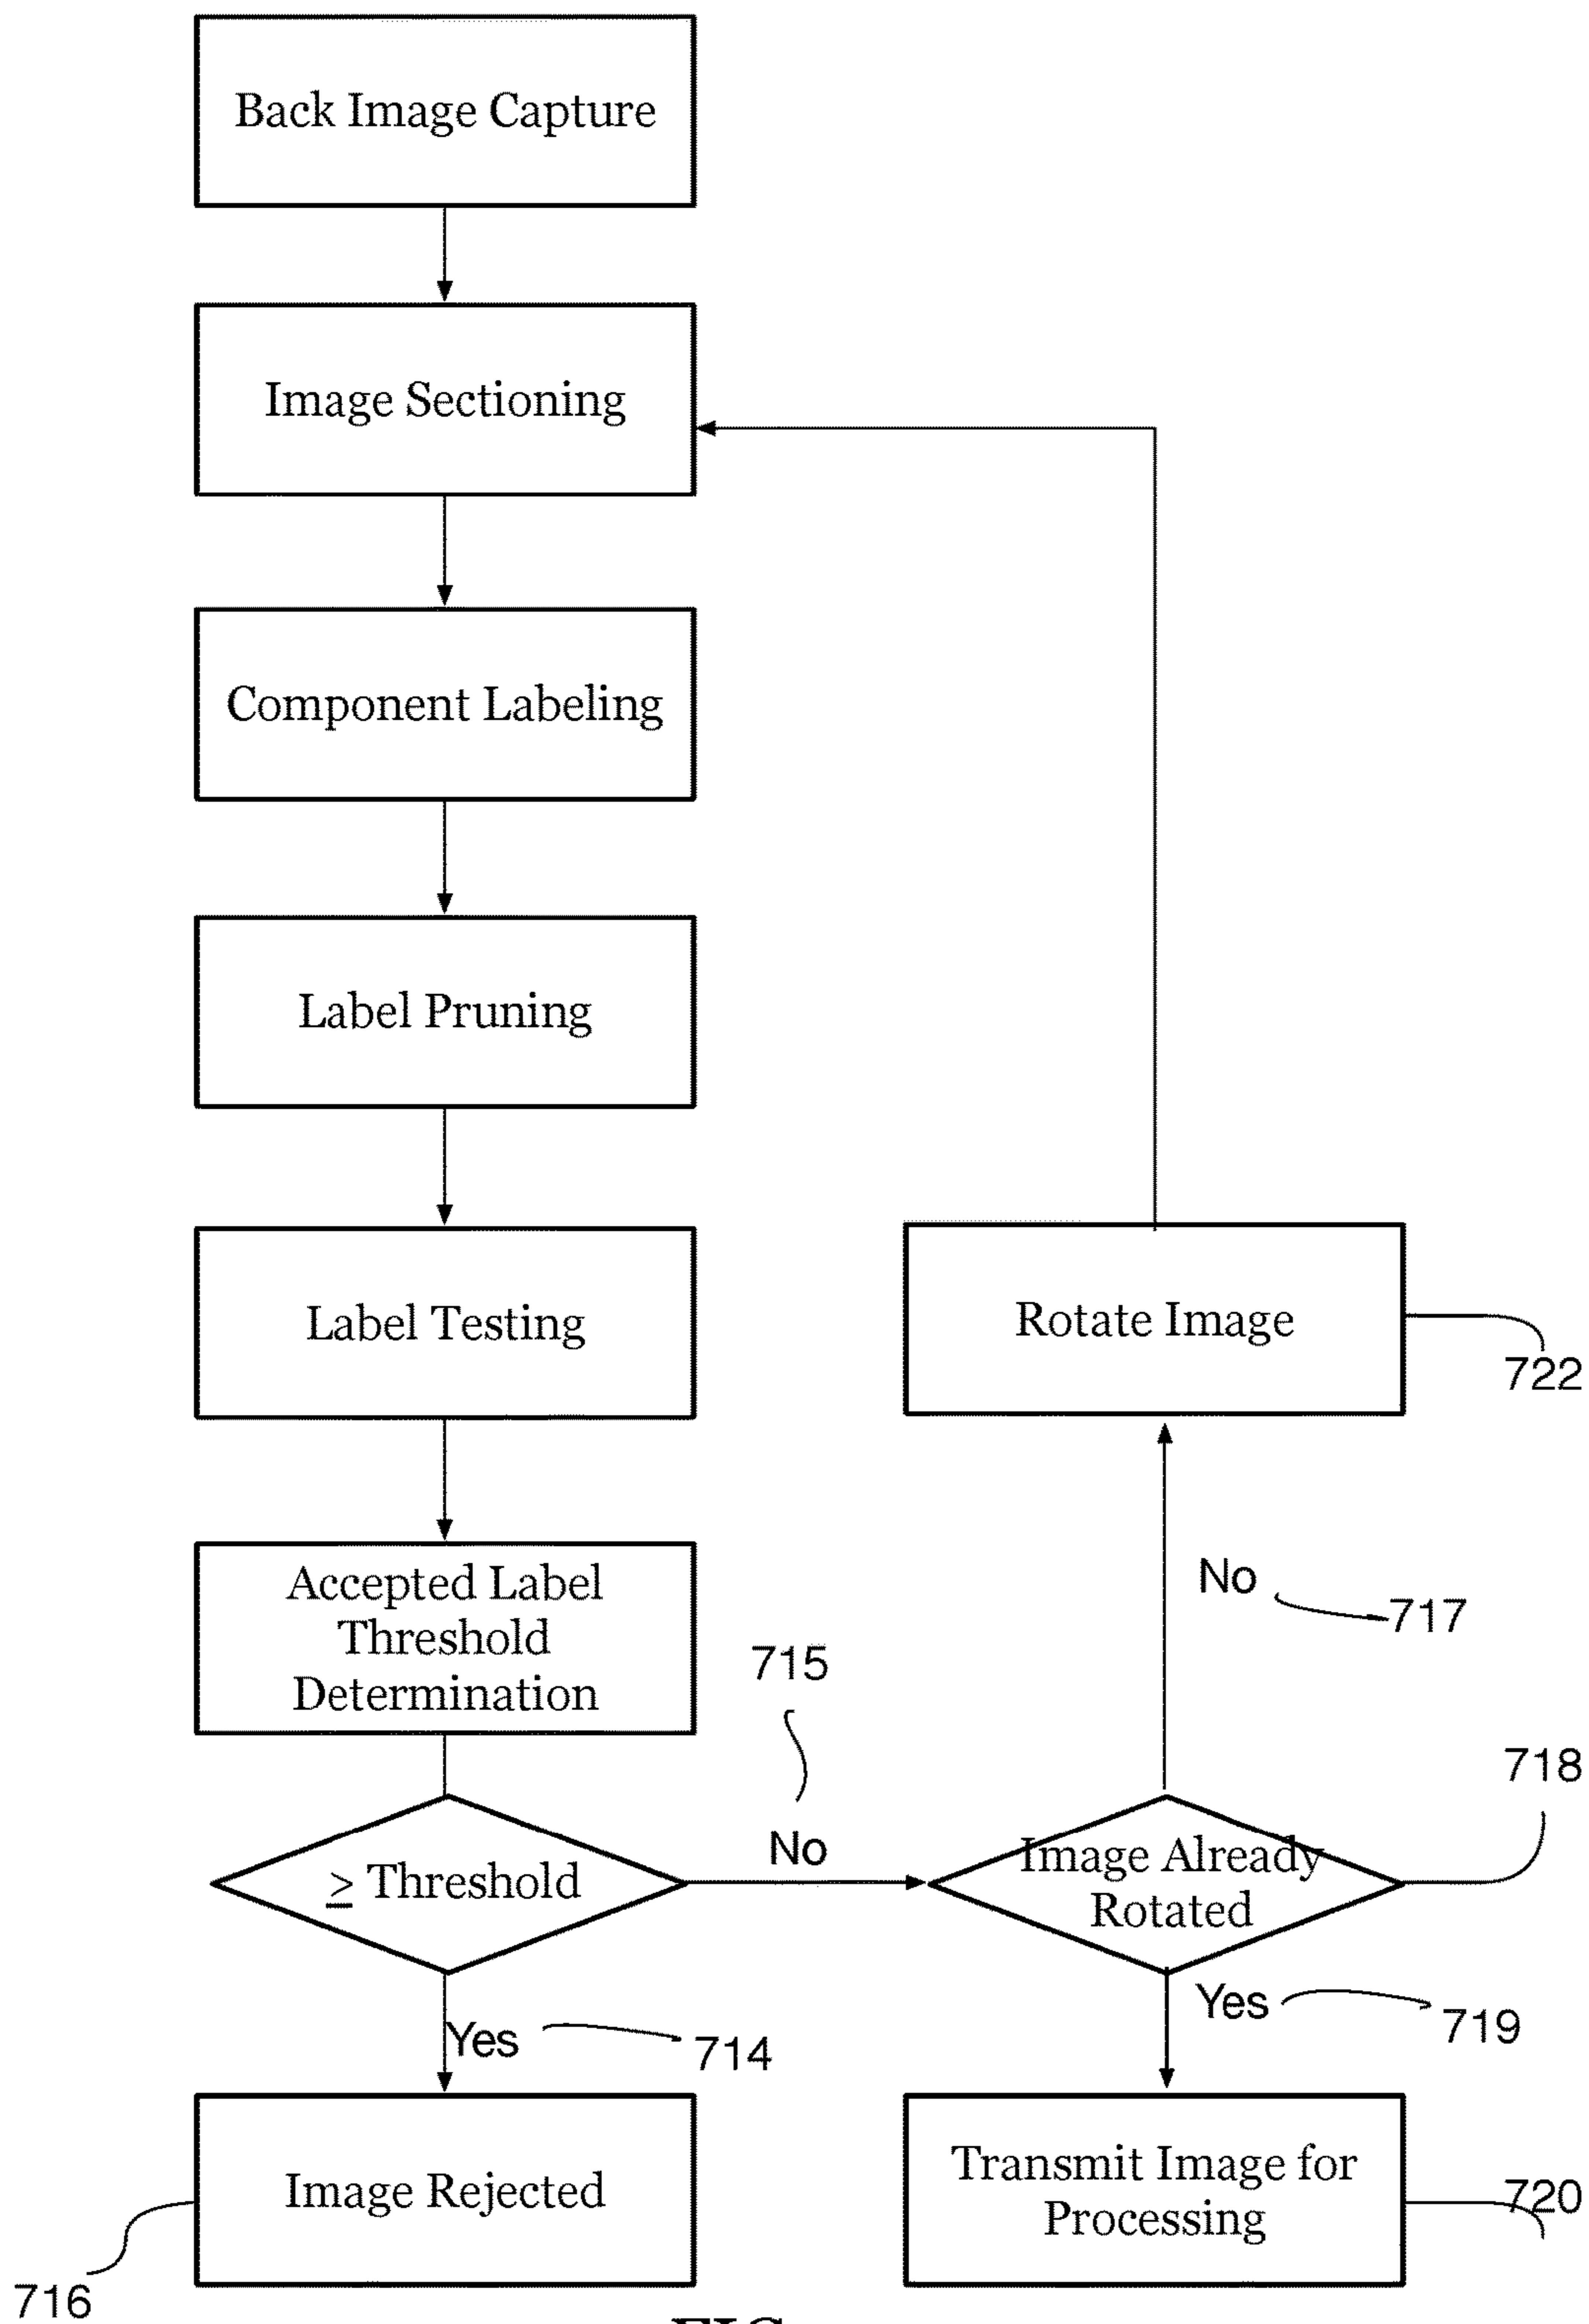 Back Image Capture
Image Sectioning
Component Labeling
Label Pruning
Label Testing
Rotate Image
722
Accepted Label
Threshold
Determination
No
717
715
718
≥ Threshold
No
Image Already
Rotated
Yes
714
Yes
719
Image Rejected
716
Transmit Image for
Processing
720